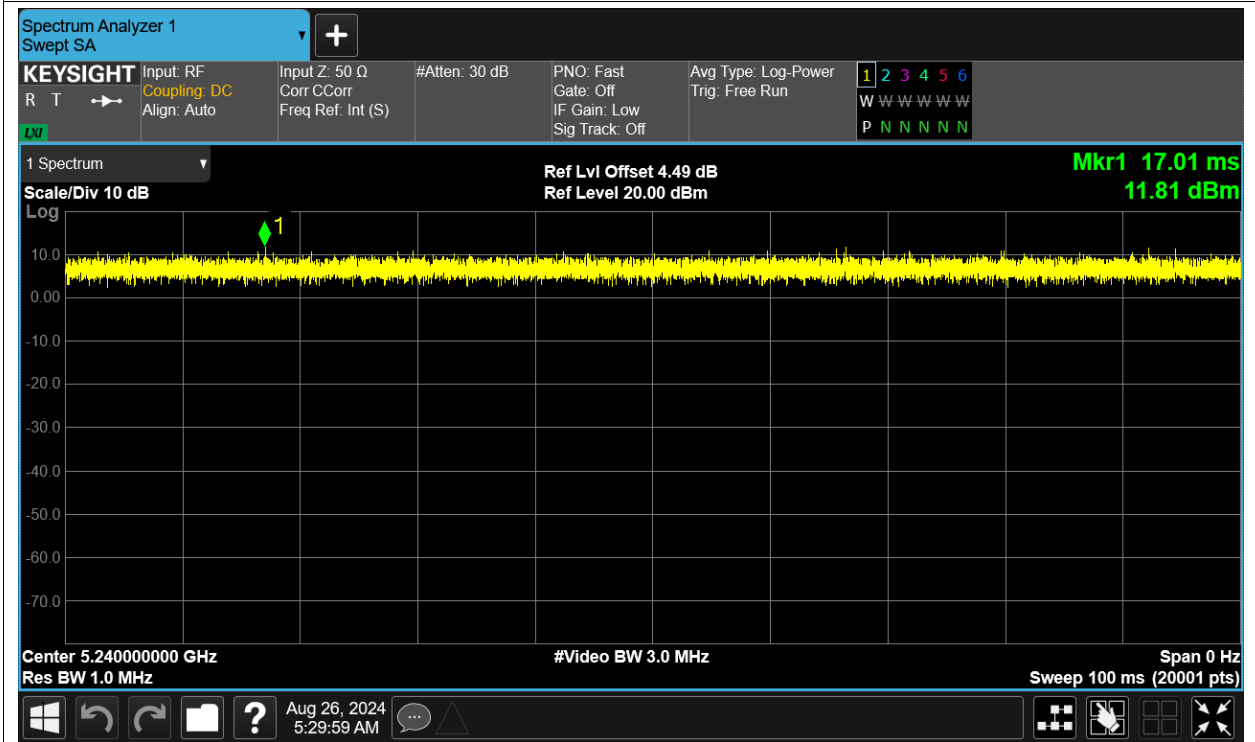 Spectrum Analyzer 1
Swept SA
+
KEYSIGHT
R T
LXI
Input: RF
Coupling: DC
Align: Auto
Input Z: 50 Ω
Corr CCorr
Freq Ref: Int (S)
#Atten: 30 dB
PNO: Fast
Gate: Off
IF Gain: Low
Sig Track: Off
Avg Type: Log-Power
Trig: Free Run
1 2 3 4 5 6
W W W W W W
P N N N N N
1 Spectrum
Scale/Div 10 dB
Log
Ref Lvl Offset 4.49 dB
Ref Level 20.00 dBm
Mkr1 17.01 ms
11.81 dBm
1
10.0
0.00
-10.0
-20.0
-30.0
-40.0
-50.0
-60.0
-70.0
Center 5.240000000 GHz
Res BW 1.0 MHz
#Video BW 3.0 MHz
Span 0 Hz
Sweep 100 ms (20001 pts)
?
Aug 26, 2024
5:29:59 AM